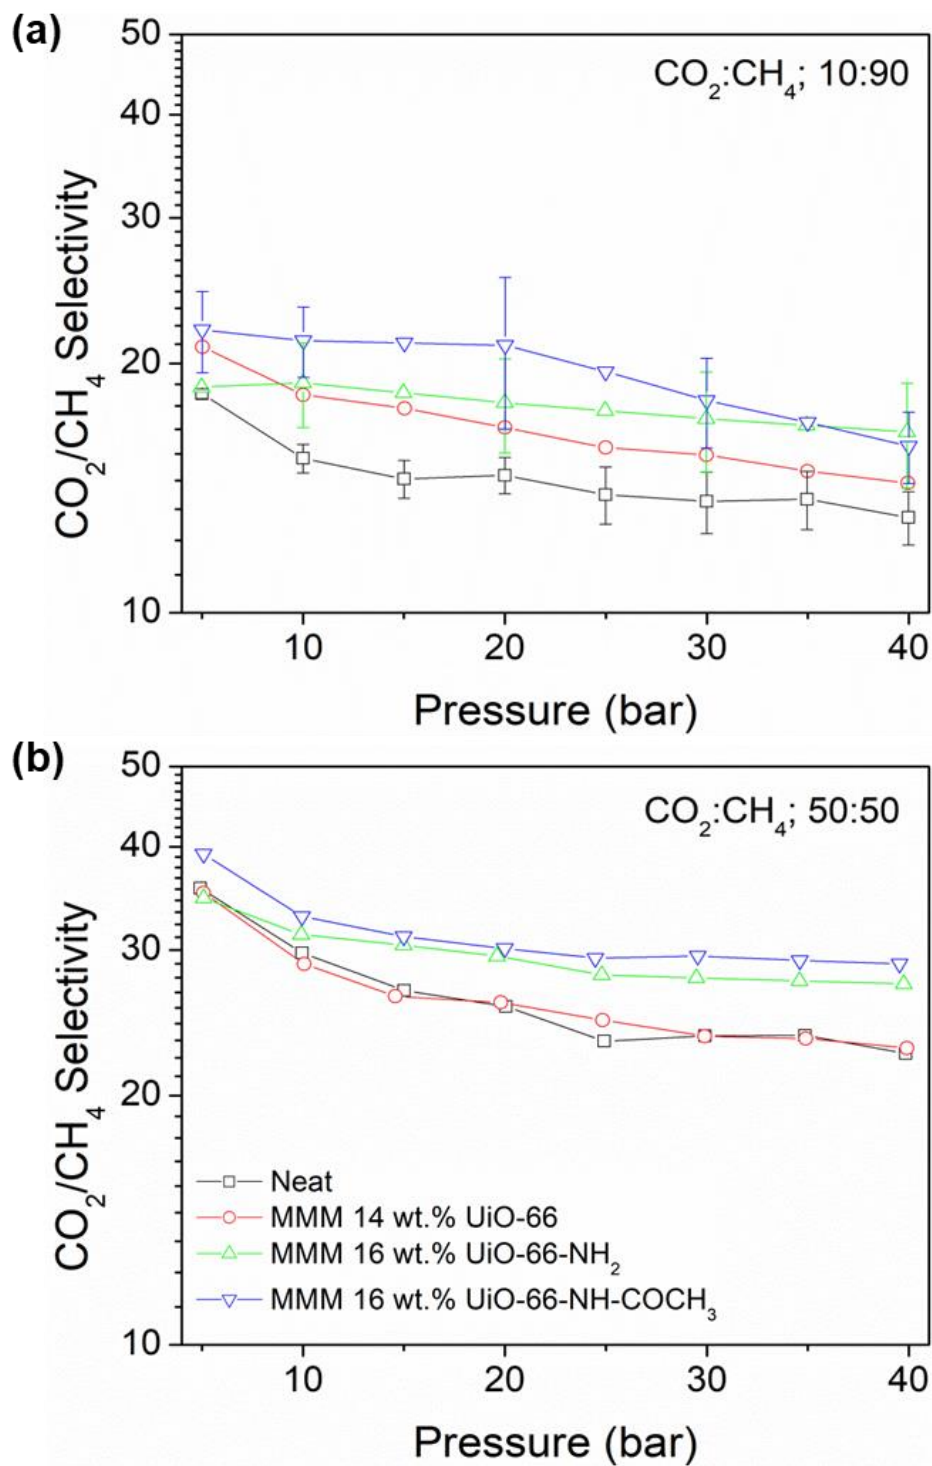 (a)
50
40
30
20
10
CO₂/CH₄ Selectivity
CO₂:CH₄; 10:90
10 20 30 40
Pressure (bar)
(b)
50
40
30
20
10
CO₂/CH₄ Selectivity
CO₂:CH₄; 50:50
Neat
MMM 14 wt.% UiO-66
MMM 16 wt.% UiO-66-NH₂
MMM 16 wt.% UiO-66-NH-COCH₃
10 20 30 40
Pressure (bar)